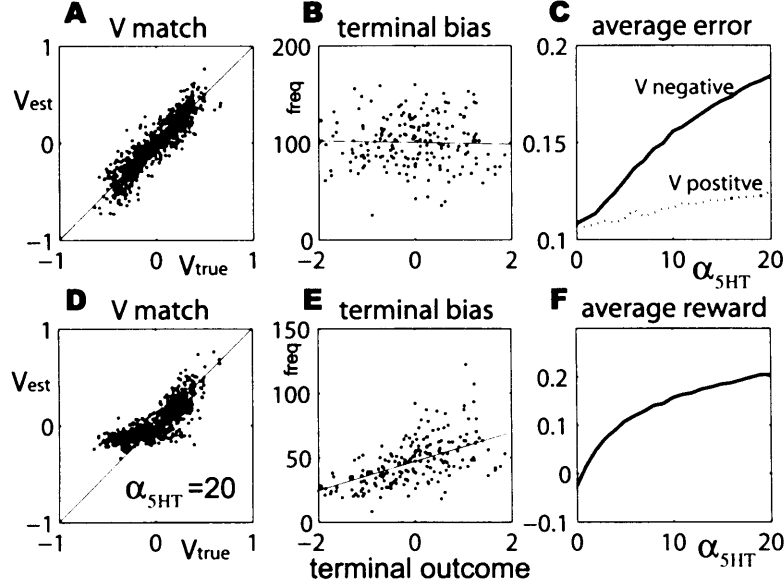 A V match
1
Vest
0
−1
−1 0 1
Vtrue
B terminal bias
200
freq
100
0
−2 0 2
C average error
0.2
V negative
0.15
V postitve
0.1
0 10 20
α5HT
D V match
1
Vest
0
α5HT =20
−1
−1 0 1
Vtrue
E terminal bias
150
freq
100
50
0
−2 0 2
terminal outcome
F average reward
0.2
0.1
0
−0.1
0 10 20
α5HT